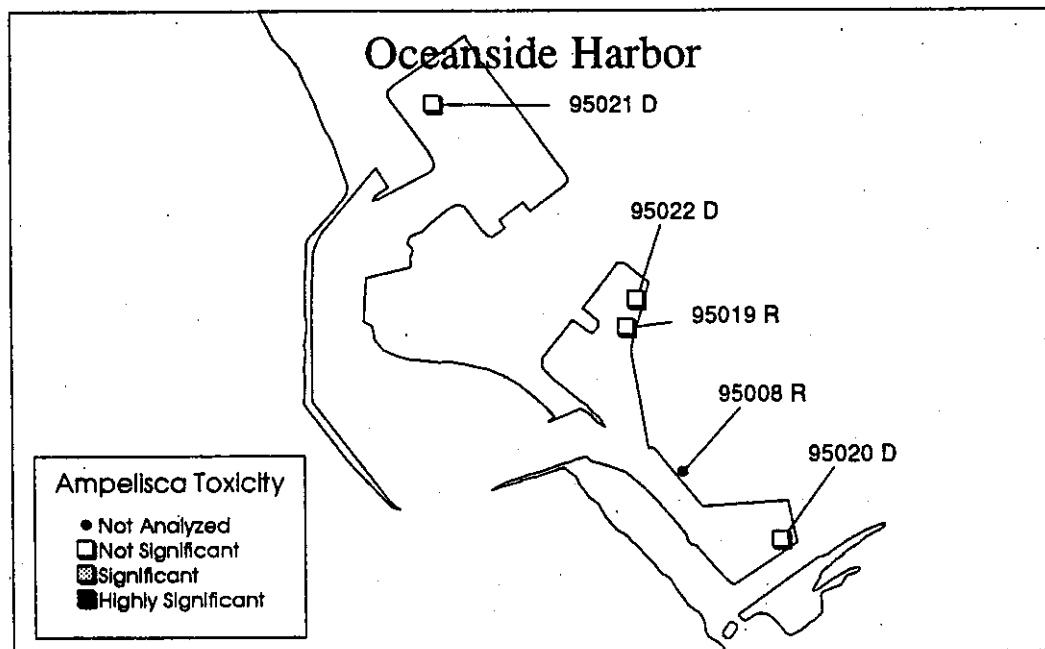 Oceanside Harbor
95021 D
95022 D
95019 R
95008 R
95020 D
Ampelisca Toxicity
Not Analyzed
Not Significant
Significant
Highly Significant